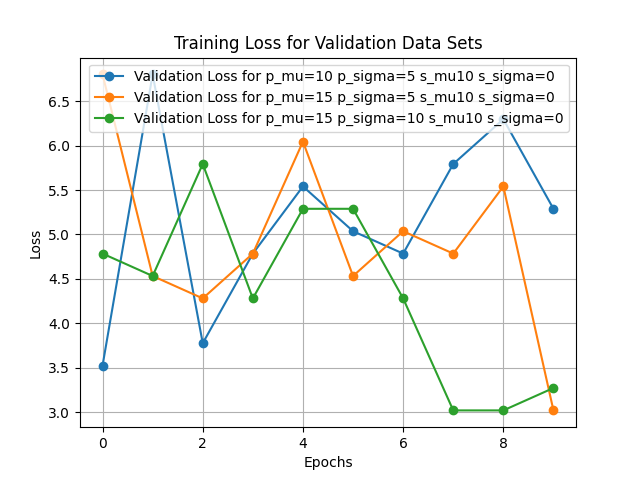 Training Loss for Validation Data Sets
Validation Loss for p_mu=10 p_sigma=5 s_mu10 s_sigma=0
Validation Loss for p_mu=15 p_sigma=5 s_mu10 s_sigma=0
Validation Loss for p_mu=15 p_sigma=10 s_mu10 s_sigma=0
6.5
6.0
5.5
5.0
4.5
4.0
3.5
3.0
Loss
0 2 4 6 8
Epochs